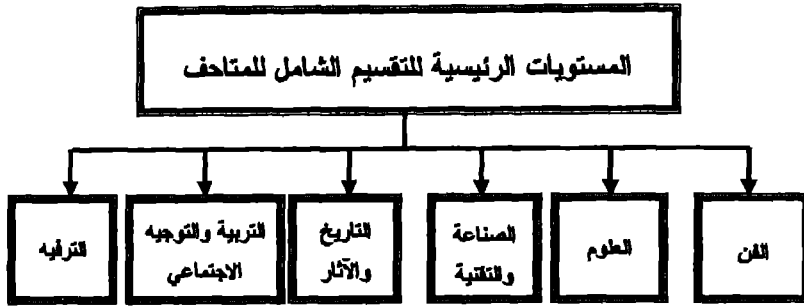 المستويات الرئيسية للتقسيم الشامل للمتاحف
الفن
العلوم
الصناعة
والتقنية
التاريخ
والآثار
التربية والتوجيه
الاجتماعي
الترفيه